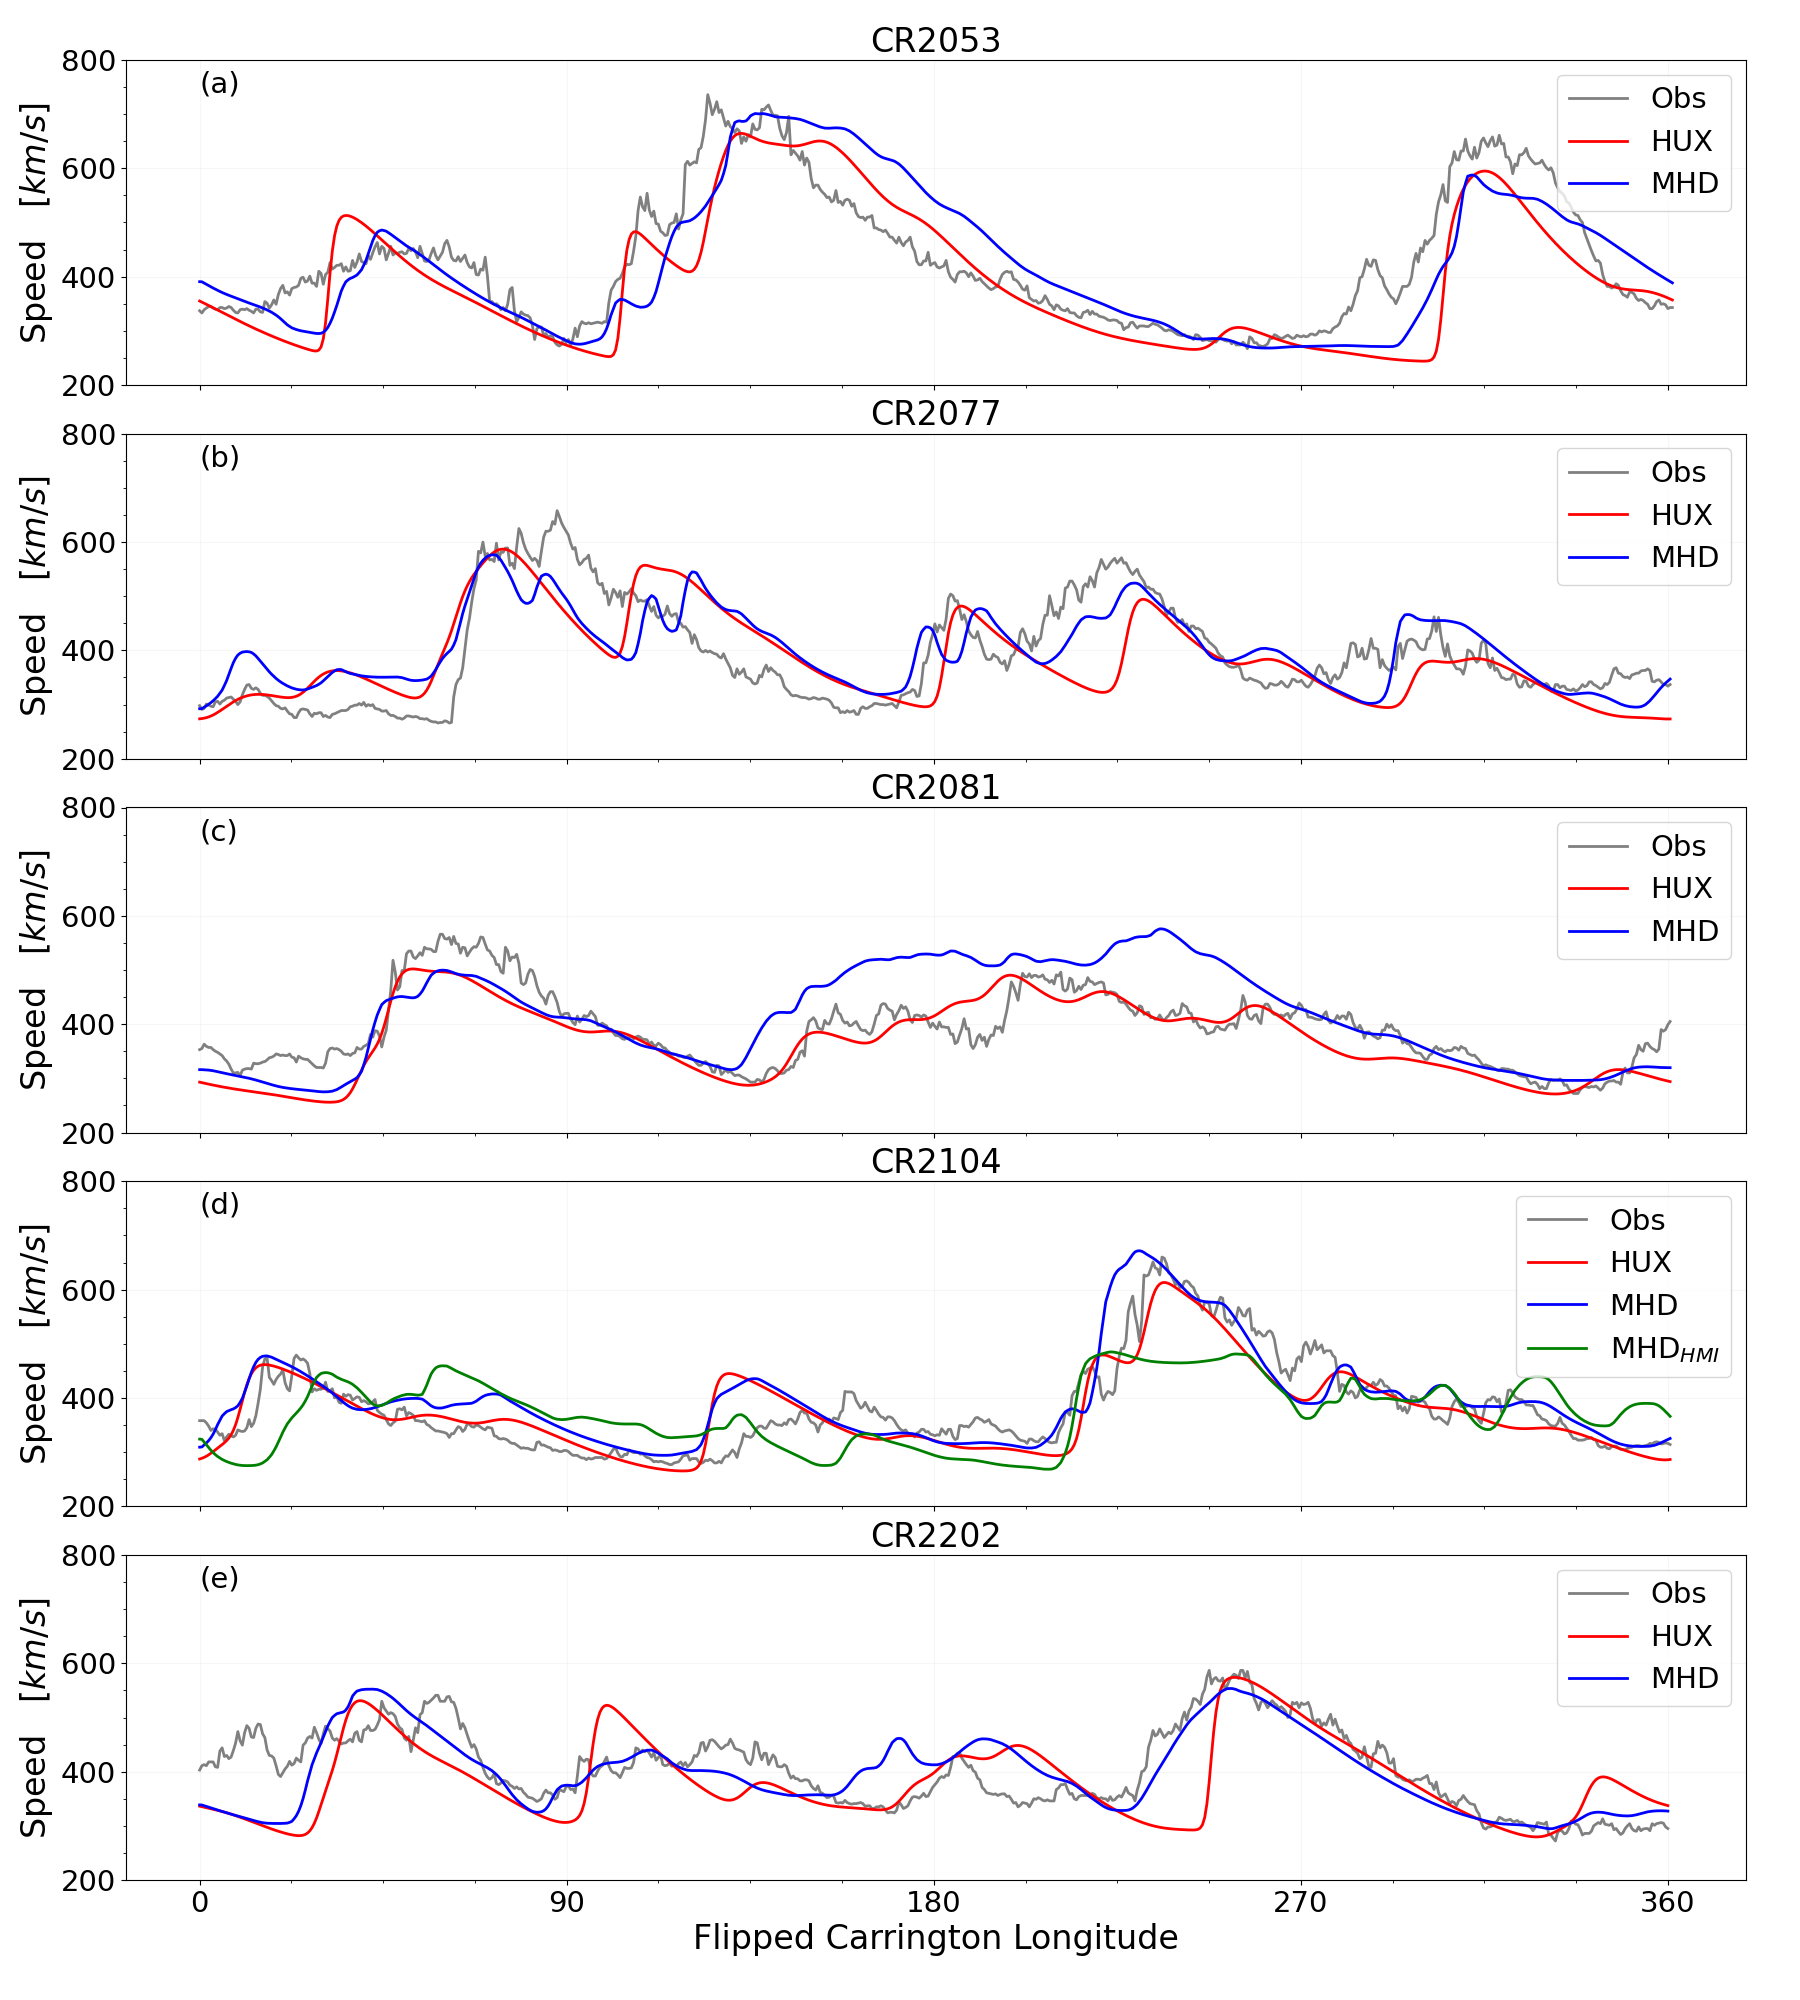 CR2053
800
600
400
200
Speed [km/s]
(a)
Obs
HUX
MHD
CR2077
800
600
400
200
Speed [km/s]
(b)
Obs
HUX
MHD
CR2081
800
600
400
200
Speed [km/s]
(c)
Obs
HUX
MHD
CR2104
800
600
400
200
Speed [km/s]
(d)
Obs
HUX
MHD
MHD_HMI
CR2202
800
600
400
200
Speed [km/s]
(e)
Obs
HUX
MHD
0 90 180 270 360
Flipped Carrington Longitude